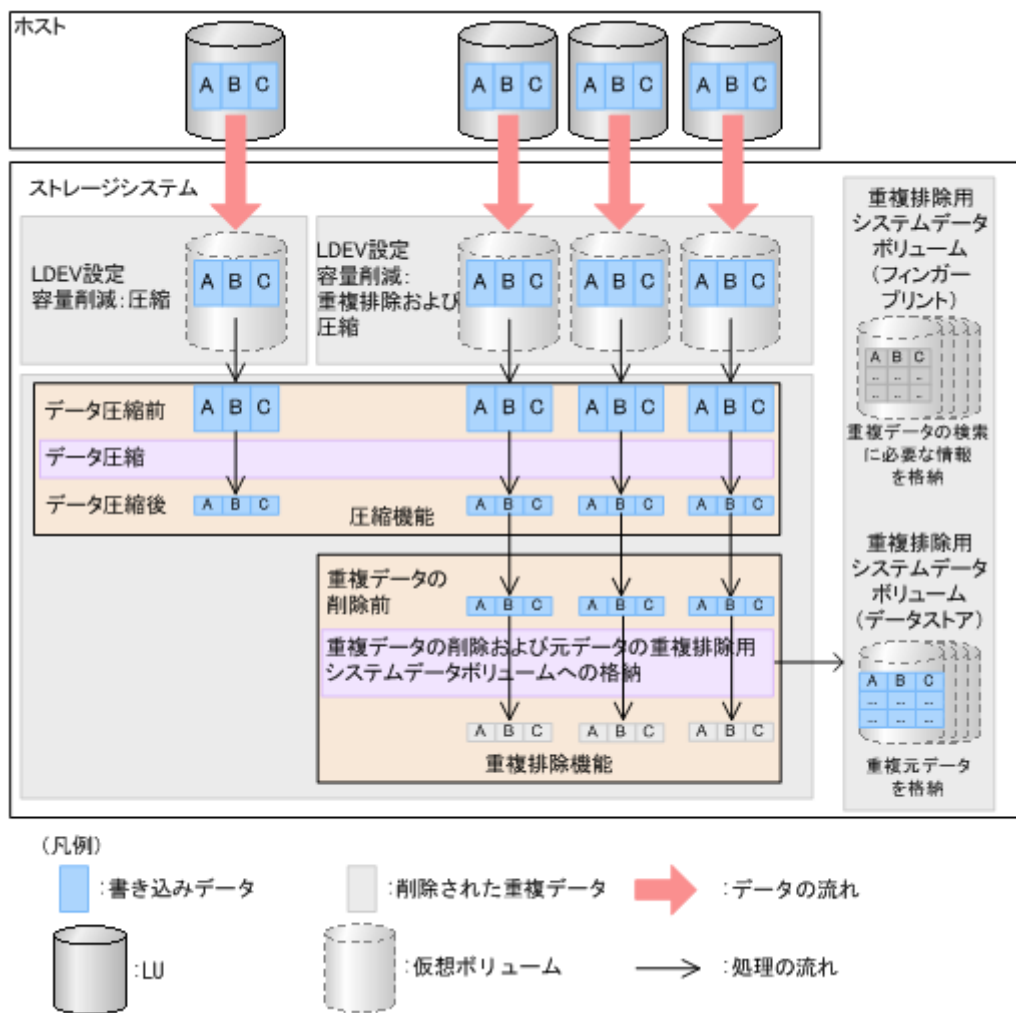 ホスト
A B C
A B C
A B C
A B C
ストレージシステム
LDEV設定
容量削減：圧縮
A B C
LDEV設定
容量削減：
重複排除および
圧縮
A B C
A B C
A B C
データ圧縮前
A B C
A B C
A B C
A B C
データ圧縮
データ圧縮後
A B C
A B C
A B C
A B C
圧縮機能
重複データの
削除前
A B C
A B C
A B C
重複データの削除および元データの重複排除用
システムデータボリュームへの格納
A B C
A B C
A B C
重複排除機能
重複排除用
システムデータ
ボリューム
（フィンガー
プリント）
A B C
... ... ...
... ... ...
重複データの検索
に必要な情報
を格納
重複排除用
システムデータ
ボリューム
（データストア）
A B C
... ... ...
... ... ...
重複元データ
を格納
（凡例）
：書き込みデータ
：削除された重複データ
：データの流れ
：LU
：仮想ボリューム
：処理の流れ